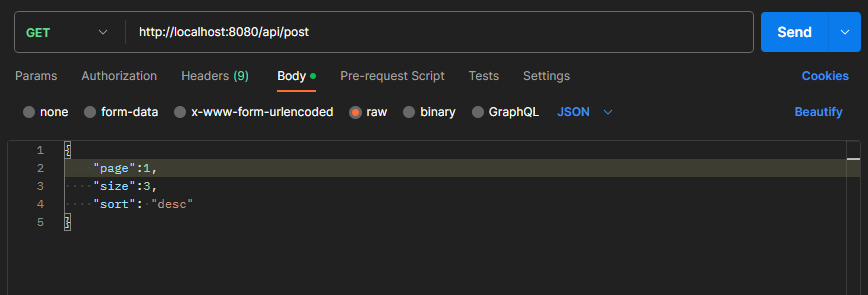 GET http://localhost:8080/api/post Send
Params Authorization Headers (9) Body Pre-request Script Tests Settings Cookies
none form-data x-www-form-urlencoded raw binary GraphQL JSON Beautify
1 {
2 "page":1,
3 "size":3,
4 "sort": "desc"
5 }